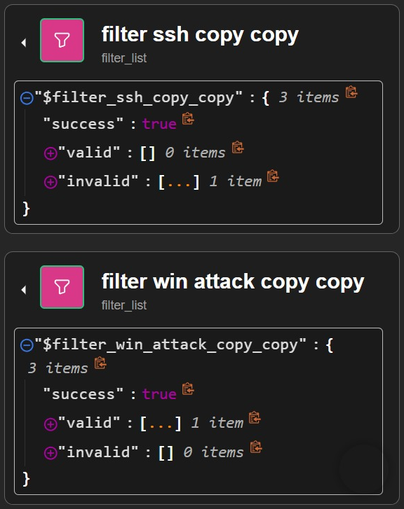 filter ssh copy copy
filter_list
"$filter_ssh_copy_copy" : { 3 items
"success" : true
"valid" : [] 0 items
"invalid" : [...] 1 item
}
filter win attack copy copy
filter_list
"$filter_win_attack_copy_copy" : {
3 items
"success" : true
"valid" : [...] 1 item
"invalid" : [] 0 items
}